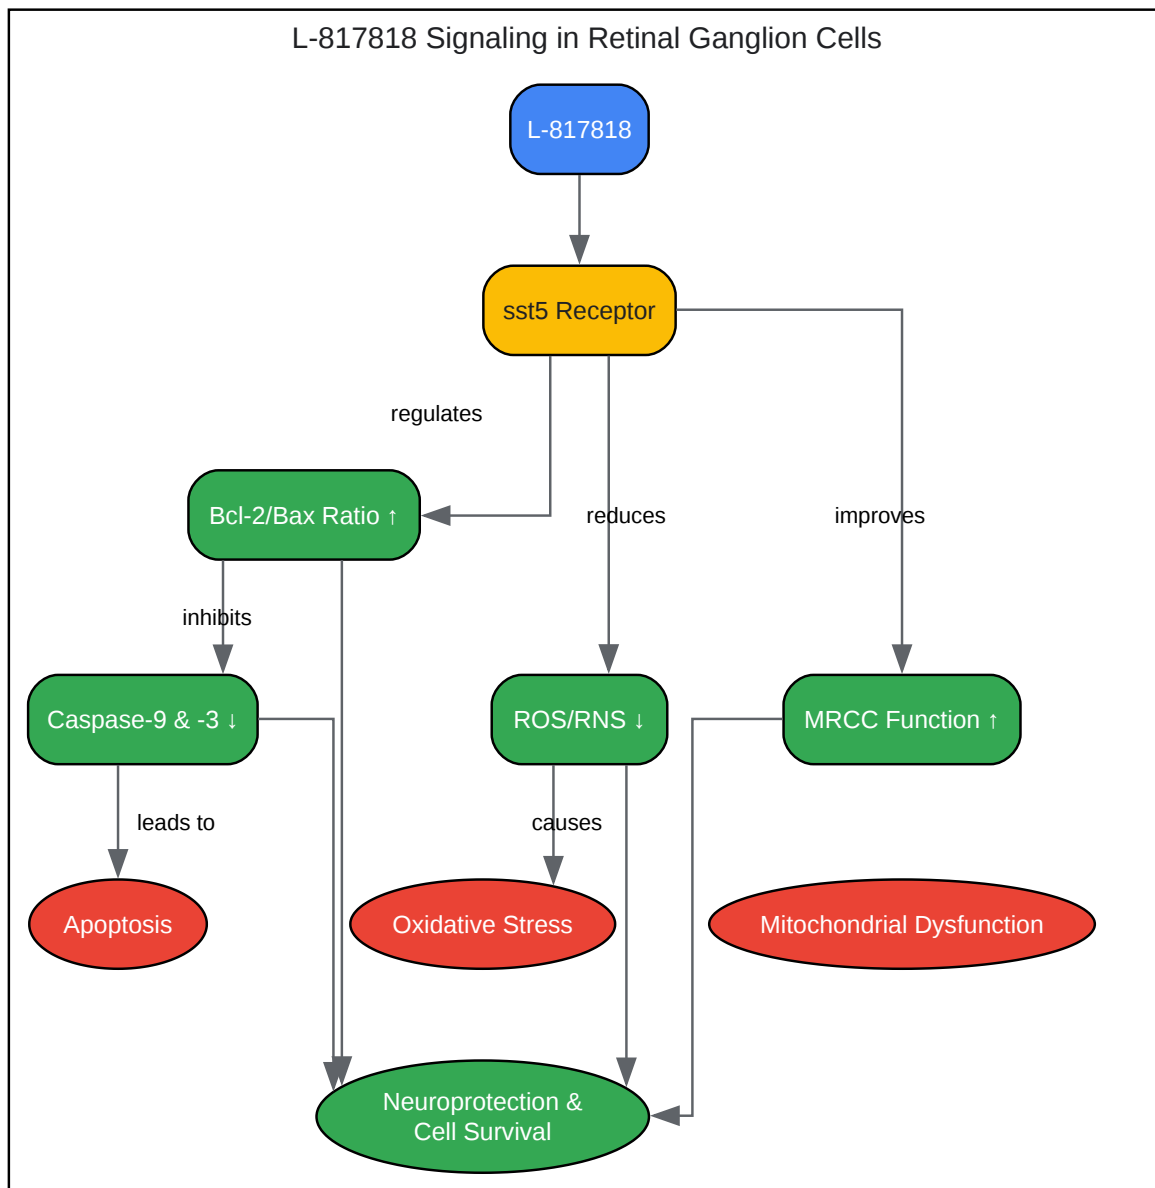 L-817818 Signaling in Retinal Ganglion Cells
L-817818
sst5 Receptor
regulates
Bcl-2/Bax Ratio ↑
reduces
improves
inhibits
Caspase-9 & -3 ↓
ROS/RNS ↓
MRCC Function ↑
leads to
causes
Apoptosis
Oxidative Stress
Mitochondrial Dysfunction
Neuroprotection &
Cell Survival